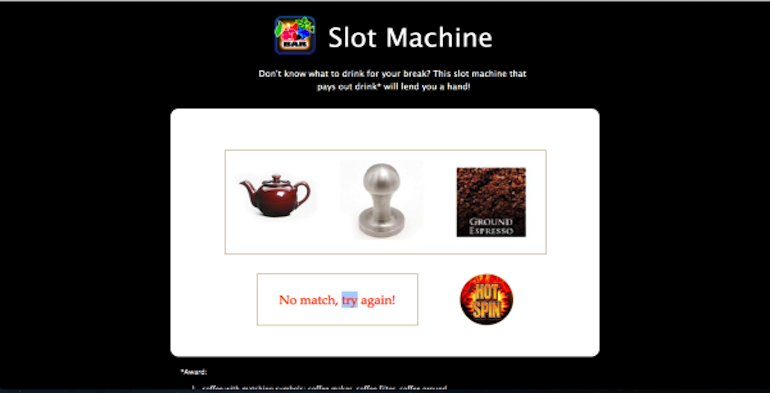 BAR
Slot Machine
Don't know what to drink for your break? This slot machine that
pays out drink* will lend you a hand!
GROUND
ESPRESSO
No match, try again!
HOT
SPIN
*Award:
1. coffee with matching symbols: coffee maker, coffee filter, coffee ground